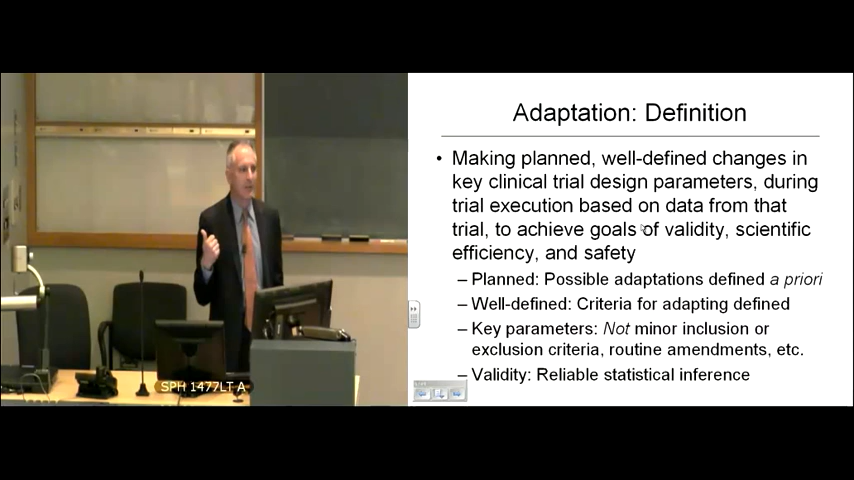 Adaptation: Definition
• Making planned, well-defined changes in
key clinical trial design parameters, during
trial execution based on data from that
trial, to achieve goals of validity, scientific
efficiency, and safety
– Planned: Possible adaptations defined a priori
– Well-defined: Criteria for adapting defined
– Key parameters: Not minor inclusion or
exclusion criteria, routine amendments, etc.
– Validity: Reliable statistical inference
SPH 1477LT A